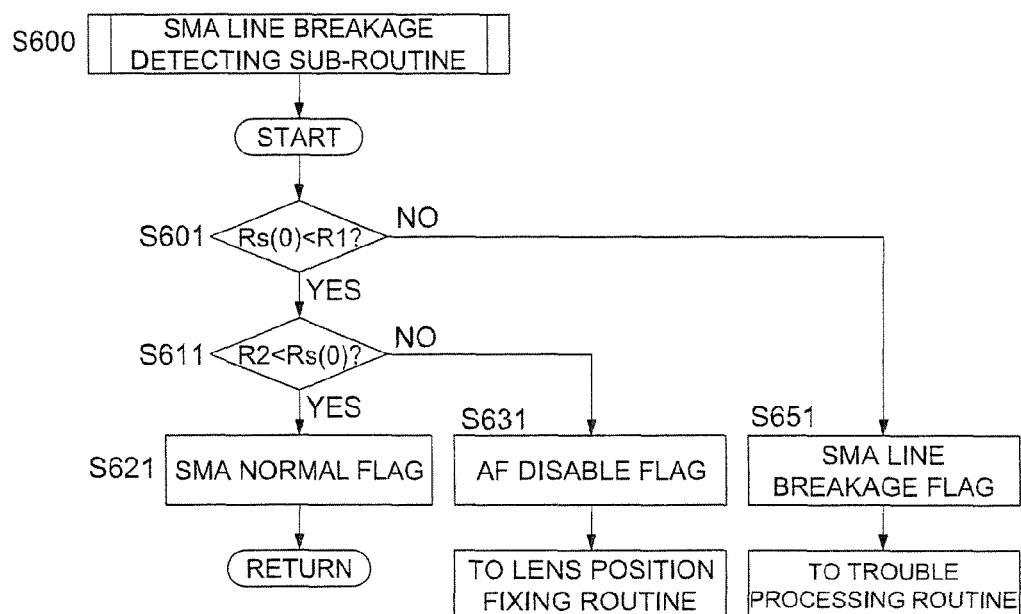 S600
SMA LINE BREAKAGE
DETECTING SUB-ROUTINE
START
S601
Rs(0)<R1?
NO
YES
S611
R2<Rs(0)?
NO
YES
S621
SMA NORMAL FLAG
S631
AF DISABLE FLAG
S651
SMA LINE
BREAKAGE FLAG
RETURN
TO LENS POSITION
FIXING ROUTINE
TO TROUBLE
PROCESSING ROUTINE